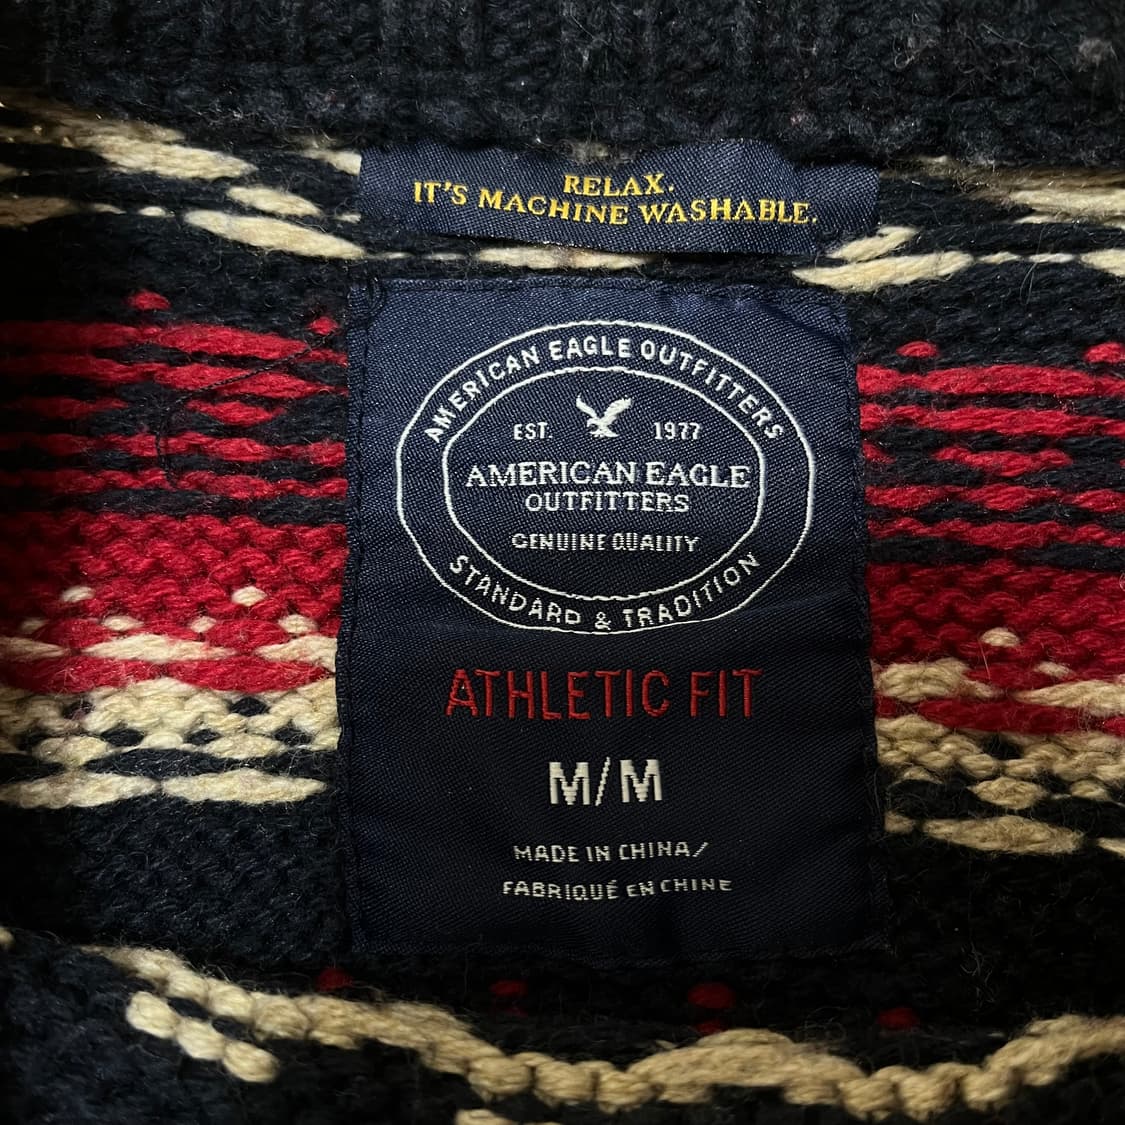 RELAX.
IT'S MACHINE WASHABLE.
AMERICAN EAGLE OUTFITTERS
EST. 1977
AMERICAN EAGLE
OUTFITTERS
GENUINE QUALITY
STANDARD & TRADITION
ATHLETIC FIT
M/M
MADE IN CHINA/
FABRIQUÉ EN CHINE